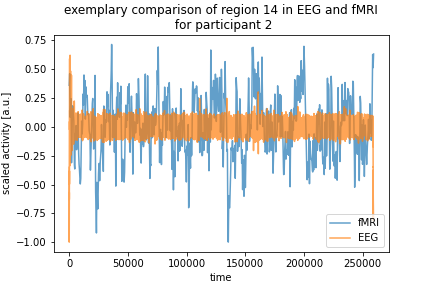 exemplary comparison of region 14 in EEG and fMRI
for participant 2
0.75
0.50
0.25
0.00
−0.25
−0.50
−0.75
−1.00
scaled activity [a.u.]
fMRI
EEG
0 50000 100000 150000 200000 250000
time